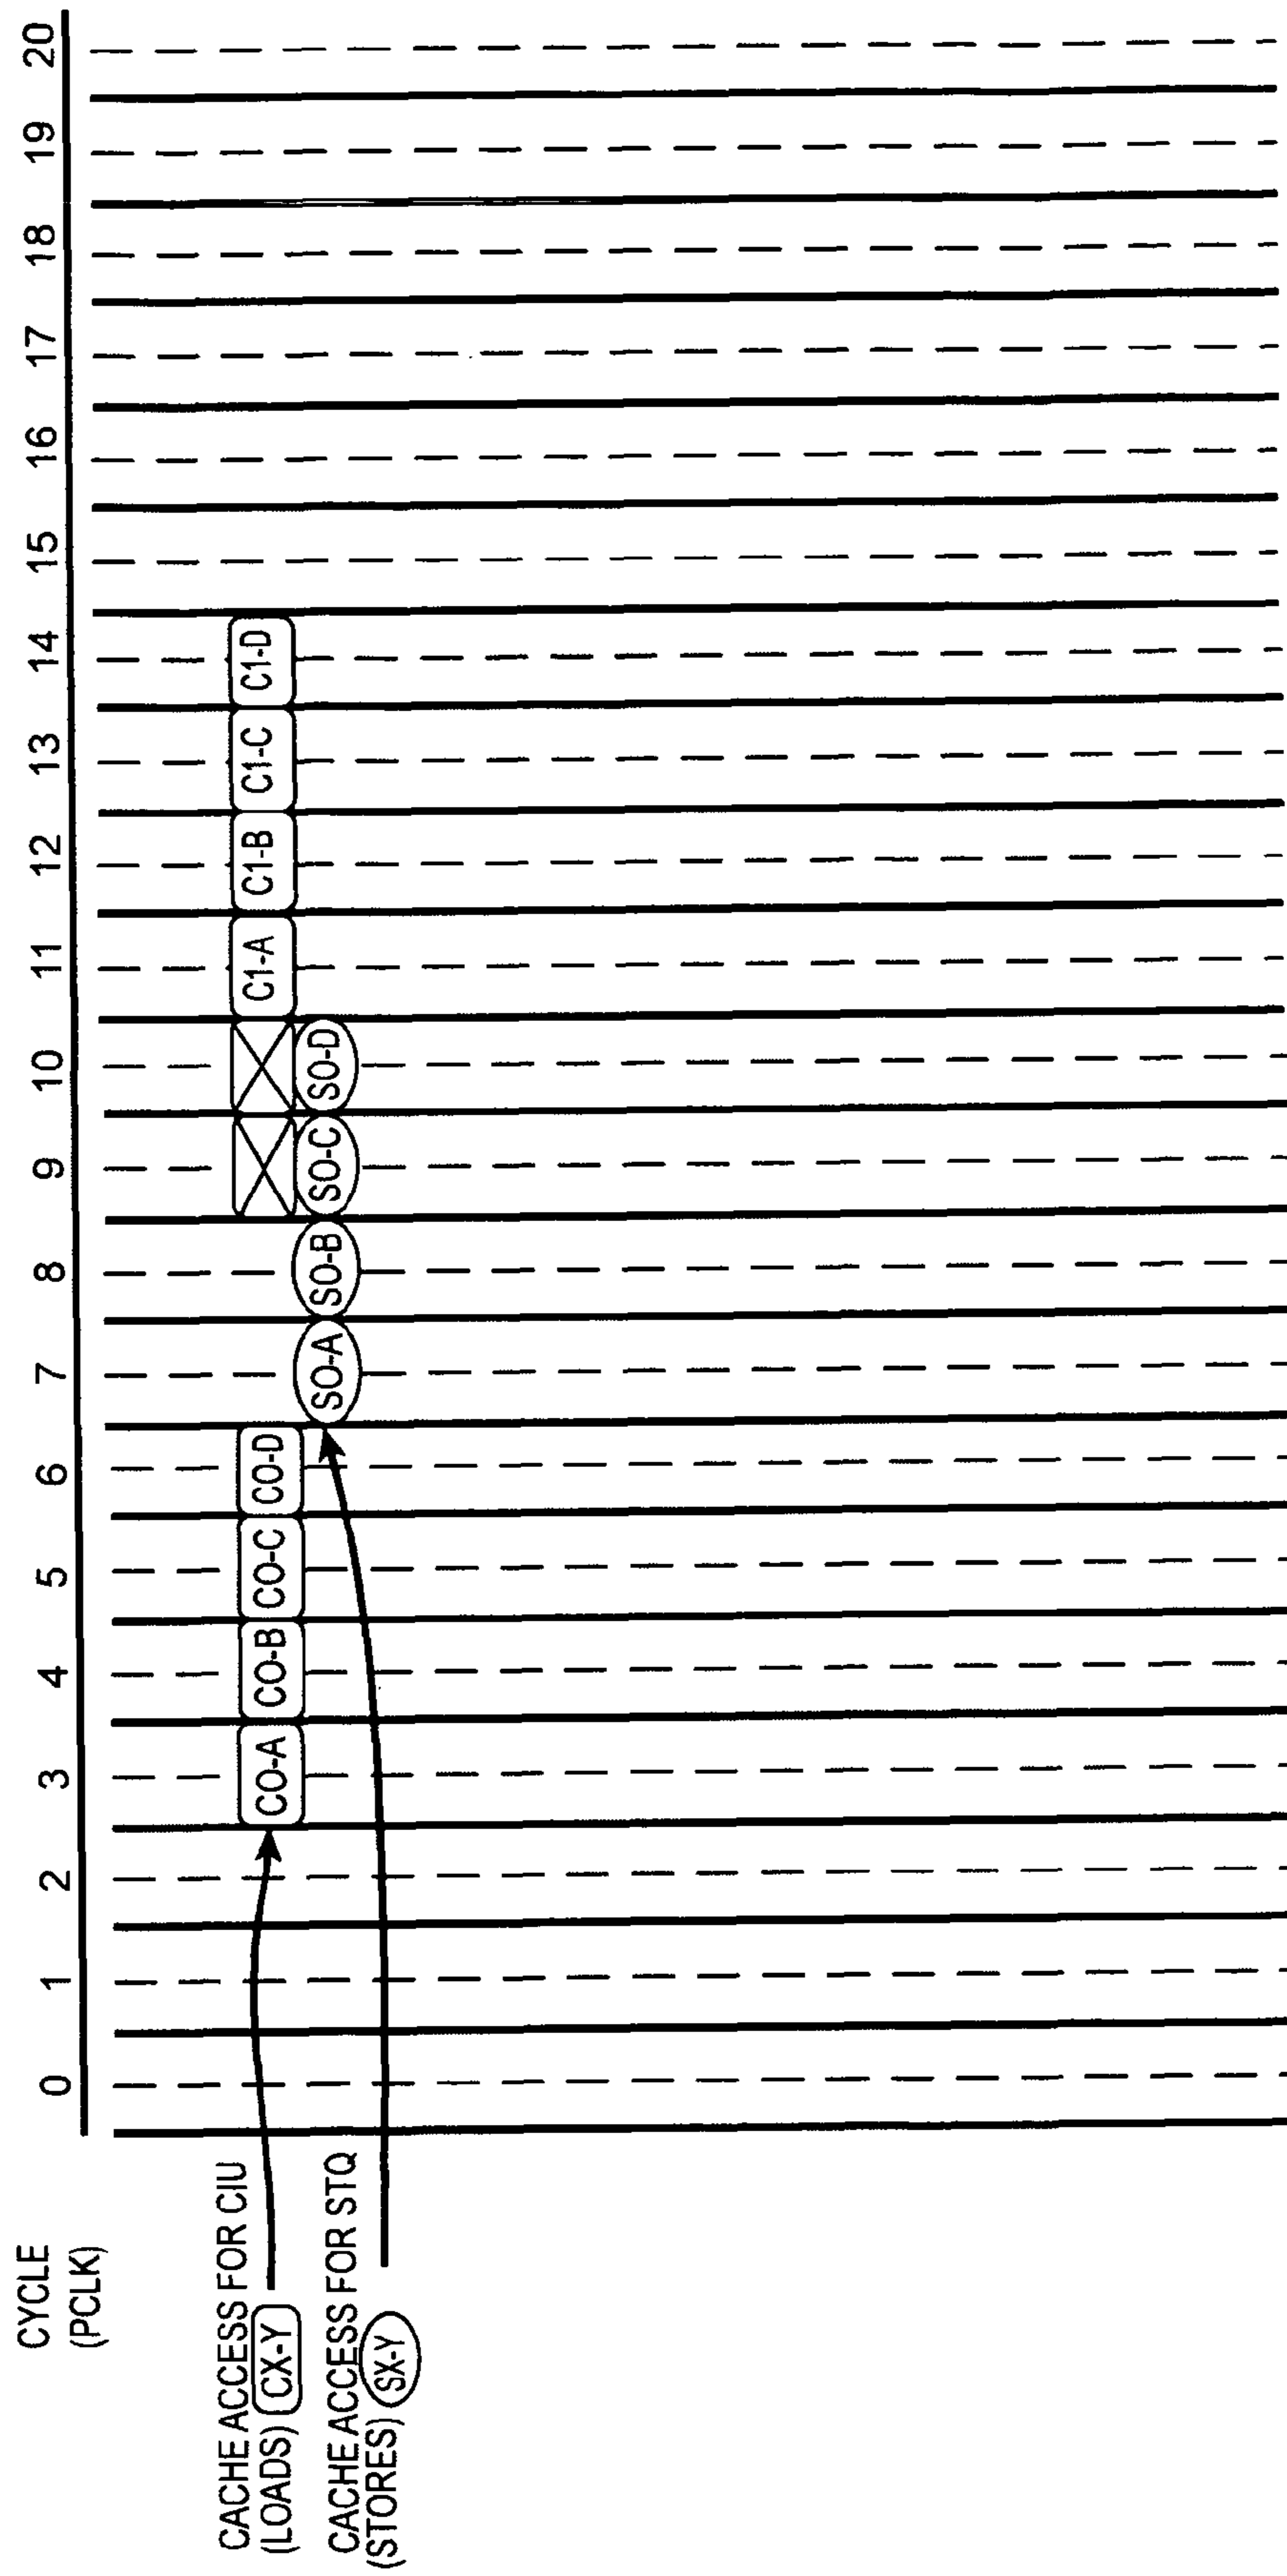 CYCLE 0 1 2 3 4 5 6 7 8 9 10 11 12 13 14 15 16 17 18 19 20
(PCLK)
CACHE ACCESS FOR CIU
(LOADS) CX-Y
CO-A CO-B CO-C CO-D C1-A C1-B C1-C C1-D
CACHE ACCESS FOR STQ
(STORES) SX-Y
SO-A SO-B SO-C SO-D